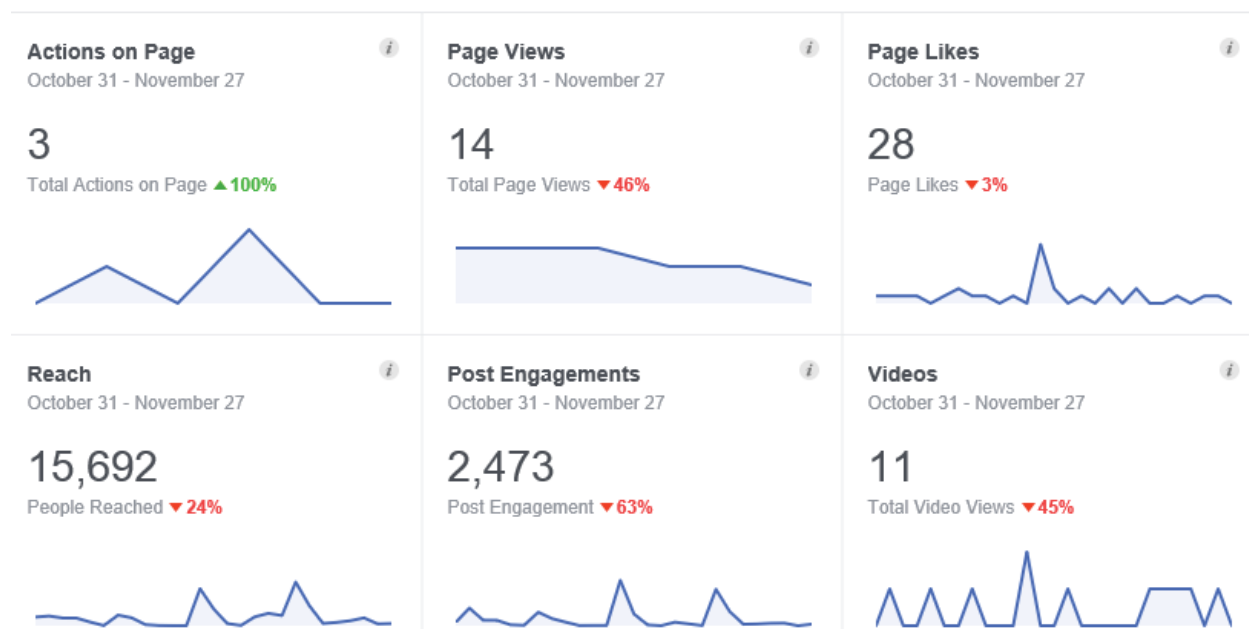 Actions on Page
October 31 - November 27
3
Total Actions on Page ▲100%
Page Views
October 31 - November 27
14
Total Page Views ▼46%
Page Likes
October 31 - November 27
28
Page Likes ▼3%
Reach
October 31 - November 27
15,692
People Reached ▼24%
Post Engagements
October 31 - November 27
2,473
Post Engagement ▼63%
Videos
October 31 - November 27
11
Total Video Views ▼45%